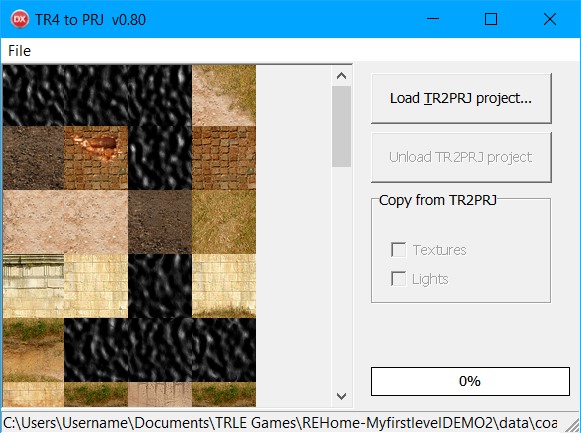 TR4 to PRJ v0.80
File
Load TR2PRJ project...
Unload TR2PRJ project
Copy from TR2PRJ
Textures
Lights
0%
C:\Users\Username\Documents\TRLE Games\REHome-MyfirstlevelDEMO2\data\coa